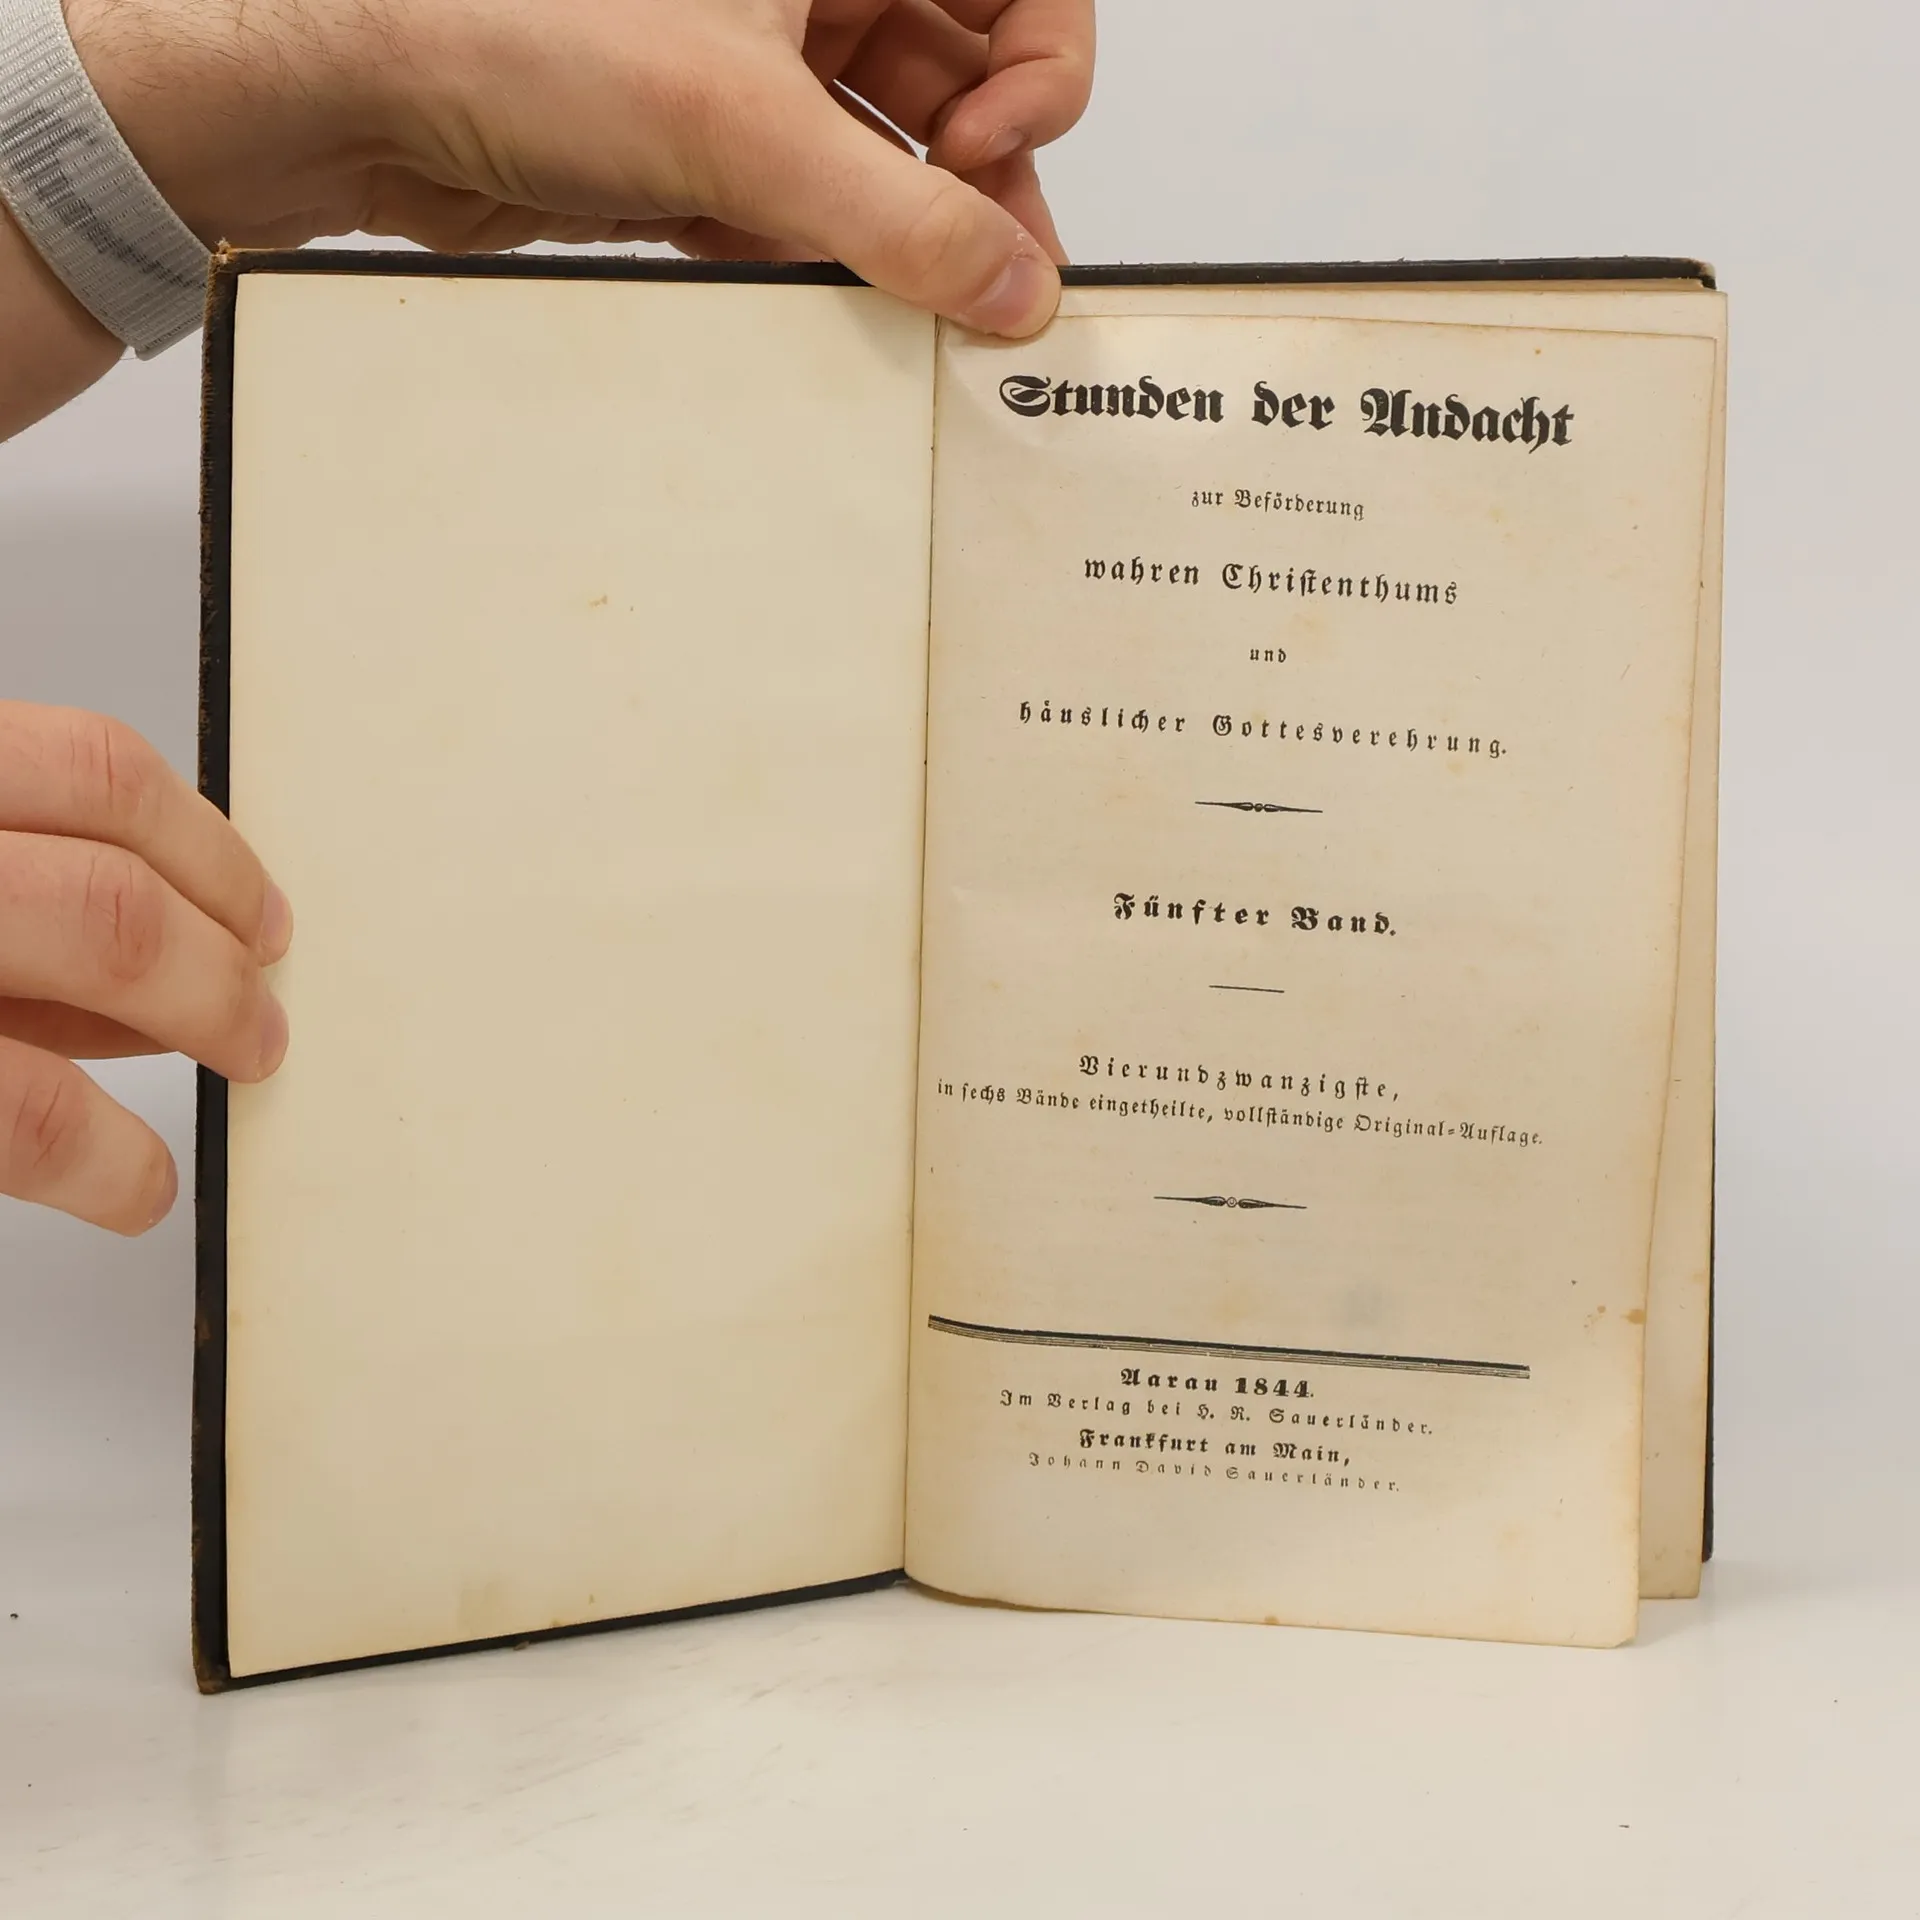 Stunden der Andacht
zur Beförderung
wahren Christenthums
und
häuslicher Gottesverehrung.
Fünfter Band.
Vierundzwanzigste,
in sechs Bände eingetheilte, vollständige Original-Auflage.
Aarau 1844.
Im Verlag bei H. R. Sauerländer.
Frankfurt am Main,
Johann David Sauerländer.